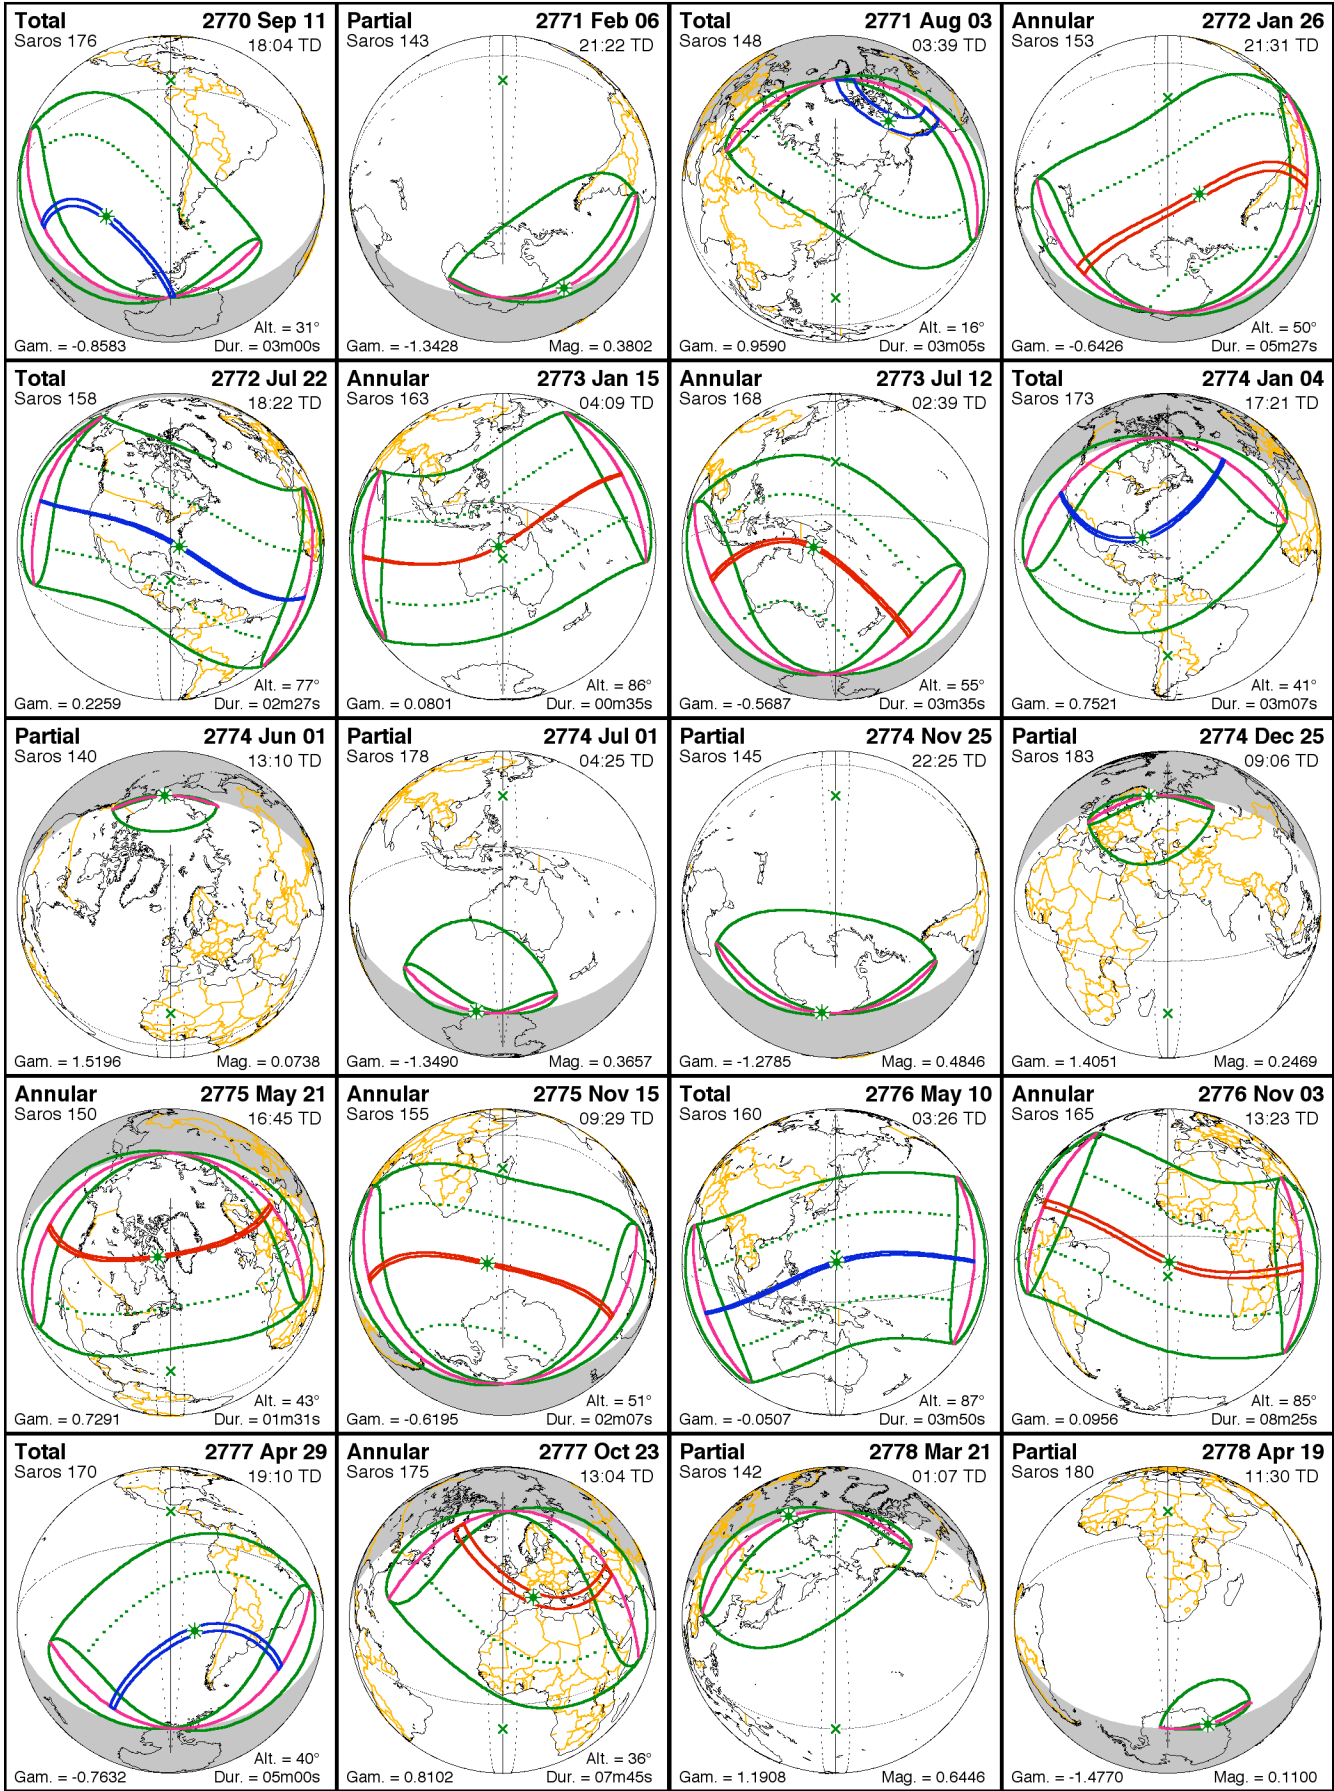 Total 2770 Sep 11
Saros 176 18:04 TD
Alt. = 31°
Gam. = -0.8583 Dur. = 03m00s
Partial 2771 Feb 06
Saros 143 21:22 TD
Gam. = -1.3428 Mag. = 0.3802
Total 2771 Aug 03
Saros 148 03:39 TD
Alt. = 16°
Gam. = 0.9590 Dur. = 03m05s
Annular 2772 Jan 26
Saros 153 21:31 TD
Alt. = 50°
Gam. = -0.6426 Dur. = 05m27s
Total 2772 Jul 22
Saros 158 18:22 TD
Alt. = 77°
Gam. = 0.2259 Dur. = 02m27s
Annular 2773 Jan 15
Saros 163 04:09 TD
Alt. = 86°
Gam. = 0.0801 Dur. = 00m35s
Annular 2773 Jul 12
Saros 168 02:39 TD
Alt. = 55°
Gam. = -0.5687 Dur. = 03m35s
Total 2774 Jan 04
Saros 173 17:21 TD
Alt. = 41°
Gam. = 0.7521 Dur. = 03m07s
Partial 2774 Jun 01
Saros 140 13:10 TD
Gam. = 1.5196 Mag. = 0.0738
Partial 2774 Jul 01
Saros 178 04:25 TD
Gam. = -1.3490 Mag. = 0.3657
Partial 2774 Nov 25
Saros 145 22:25 TD
Gam. = -1.2785 Mag. = 0.4846
Partial 2774 Dec 25
Saros 183 09:06 TD
Gam. = 1.4051 Mag. = 0.2469
Annular 2775 May 21
Saros 150 16:45 TD
Alt. = 43°
Gam. = 0.7291 Dur. = 01m31s
Annular 2775 Nov 15
Saros 155 09:29 TD
Alt. = 51°
Gam. = -0.6195 Dur. = 02m07s
Total 2776 May 10
Saros 160 03:26 TD
Alt. = 87°
Gam. = -0.0507 Dur. = 03m50s
Annular 2776 Nov 03
Saros 165 13:23 TD
Alt. = 85°
Gam. = 0.0956 Dur. = 08m25s
Total 2777 Apr 29
Saros 170 19:10 TD
Alt. = 40°
Gam. = -0.7632 Dur. = 05m00s
Annular 2777 Oct 23
Saros 175 13:04 TD
Alt. = 36°
Gam. = 0.8102 Dur. = 07m45s
Partial 2778 Mar 21
Saros 142 01:07 TD
Gam. = 1.1908 Mag. = 0.6446
Partial 2778 Apr 19
Saros 180 11:30 TD
Gam. = -1.4770 Mag. = 0.1100